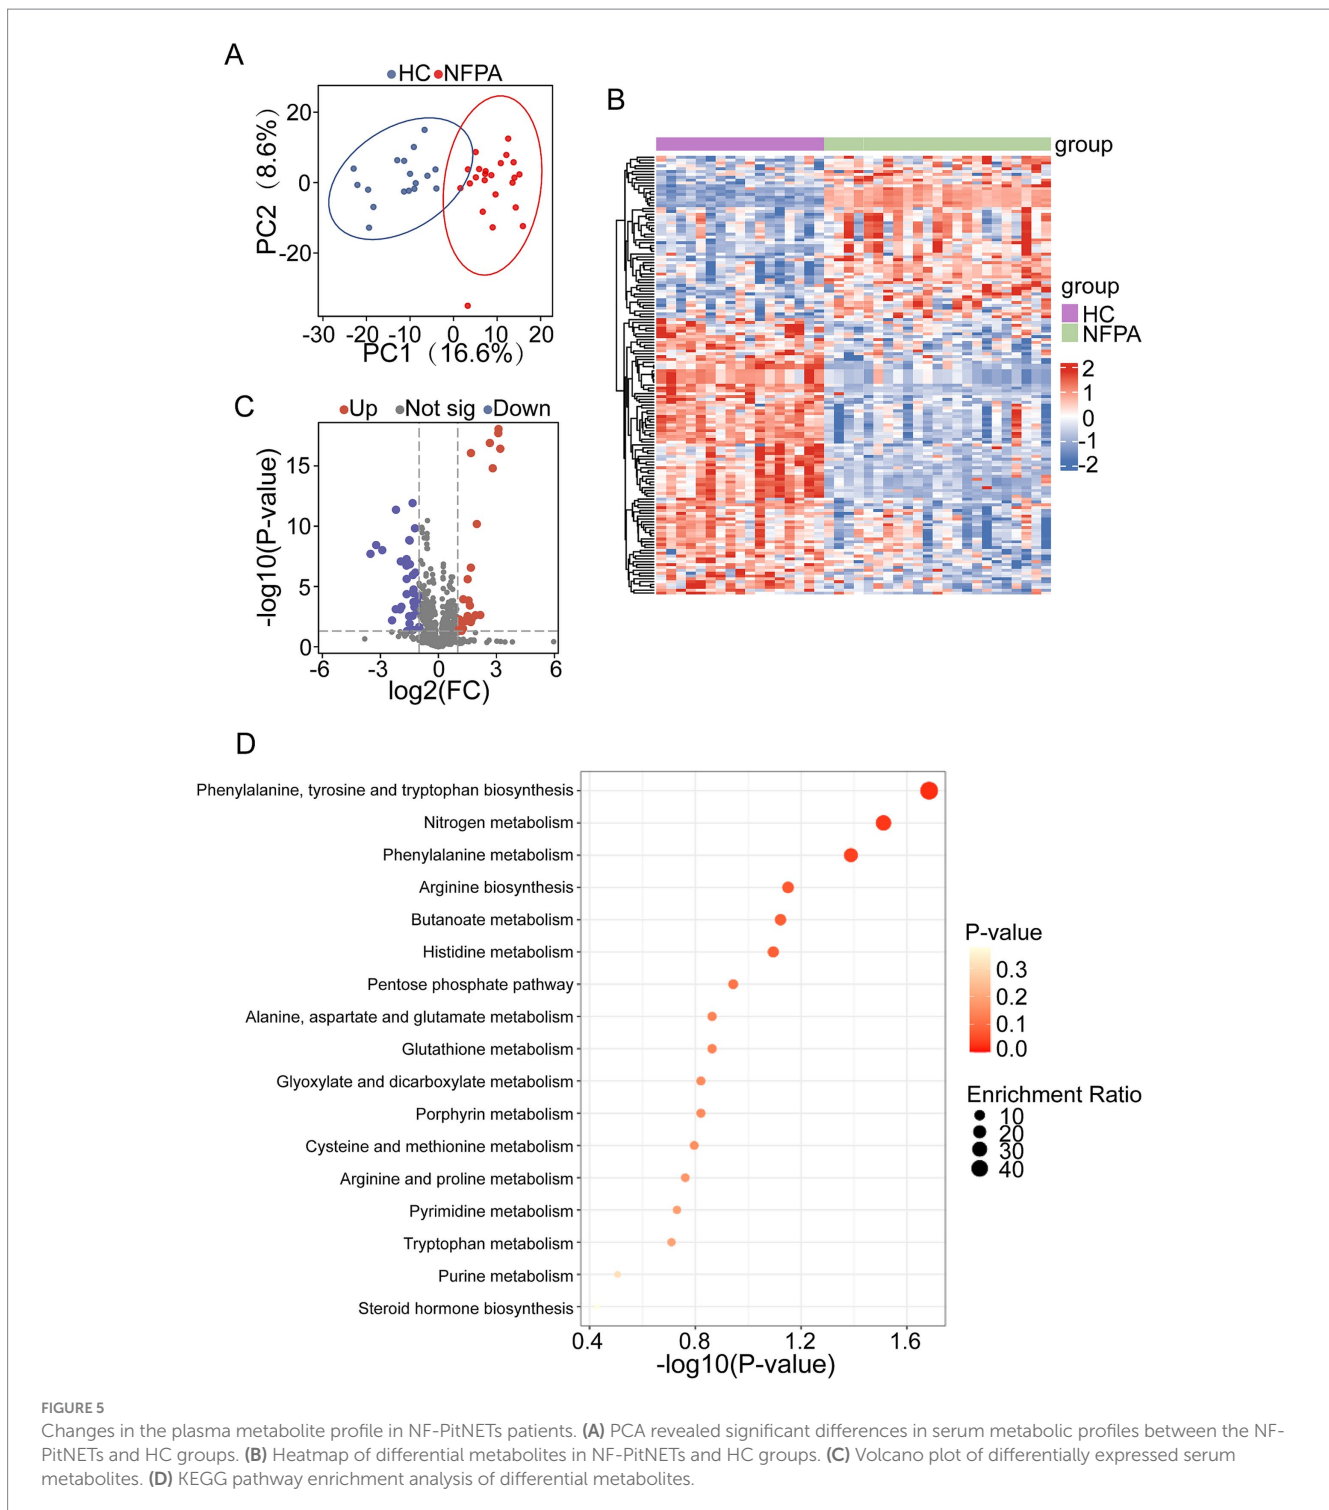 A
HC NFPA
20
0
-20
PC2 (8.6%)
-30 -20 -10 0 10 20
PC1 (16.6%)
B
group
group
HC
NFPA
2
1
0
-1
-2
C
Up Not sig Down
15
10
5
0
-log10(P-value)
-6 -3 0 3 6
log2(FC)
D
Phenylalanine, tyrosine and tryptophan biosynthesis
Nitrogen metabolism
Phenylalanine metabolism
Arginine biosynthesis
Butanoate metabolism
Histidine metabolism
Pentose phosphate pathway
Alanine, aspartate and glutamate metabolism
Glutathione metabolism
Glyoxylate and dicarboxylate metabolism
Porphyrin metabolism
Cysteine and methionine metabolism
Arginine and proline metabolism
Pyrimidine metabolism
Tryptophan metabolism
Purine metabolism
Steroid hormone biosynthesis
0.4 0.8 1.2 1.6
-log10(P-value)
P-value
0.3
0.2
0.1
0.0
Enrichment Ratio
10
20
30
40
FIGURE 5
Changes in the plasma metabolite profile in NF-PitNETs patients. (A) PCA revealed significant differences in serum metabolic profiles between the NF-
PitNETs and HC groups. (B) Heatmap of differential metabolites in NF-PitNETs and HC groups. (C) Volcano plot of differentially expressed serum
metabolites. (D) KEGG pathway enrichment analysis of differential metabolites.